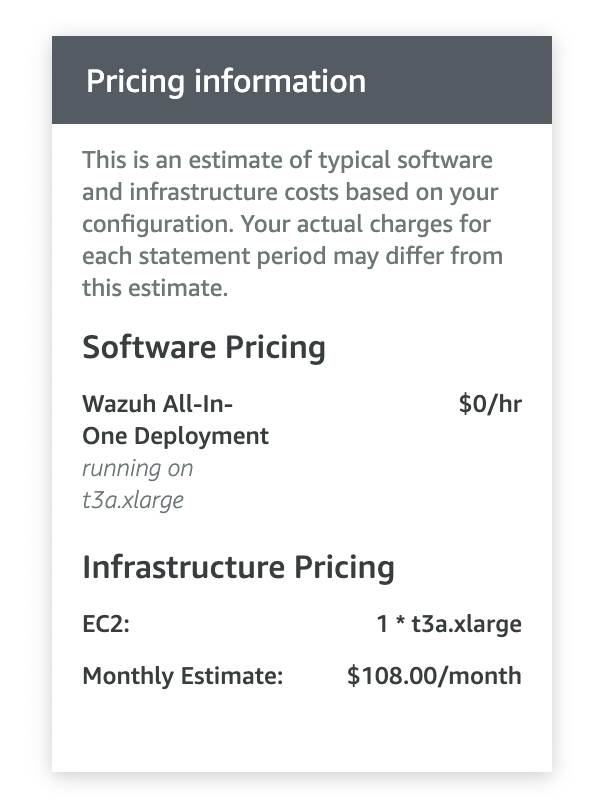 Pricing information
This is an estimate of typical software
and infrastructure costs based on your
configuration. Your actual charges for
each statement period may differ from
this estimate.
Software Pricing
Wazuh All-In- $0/hr
One Deployment
running on
t3a.xlarge
Infrastructure Pricing
EC2: 1 * t3a.xlarge
Monthly Estimate: $108.00/month